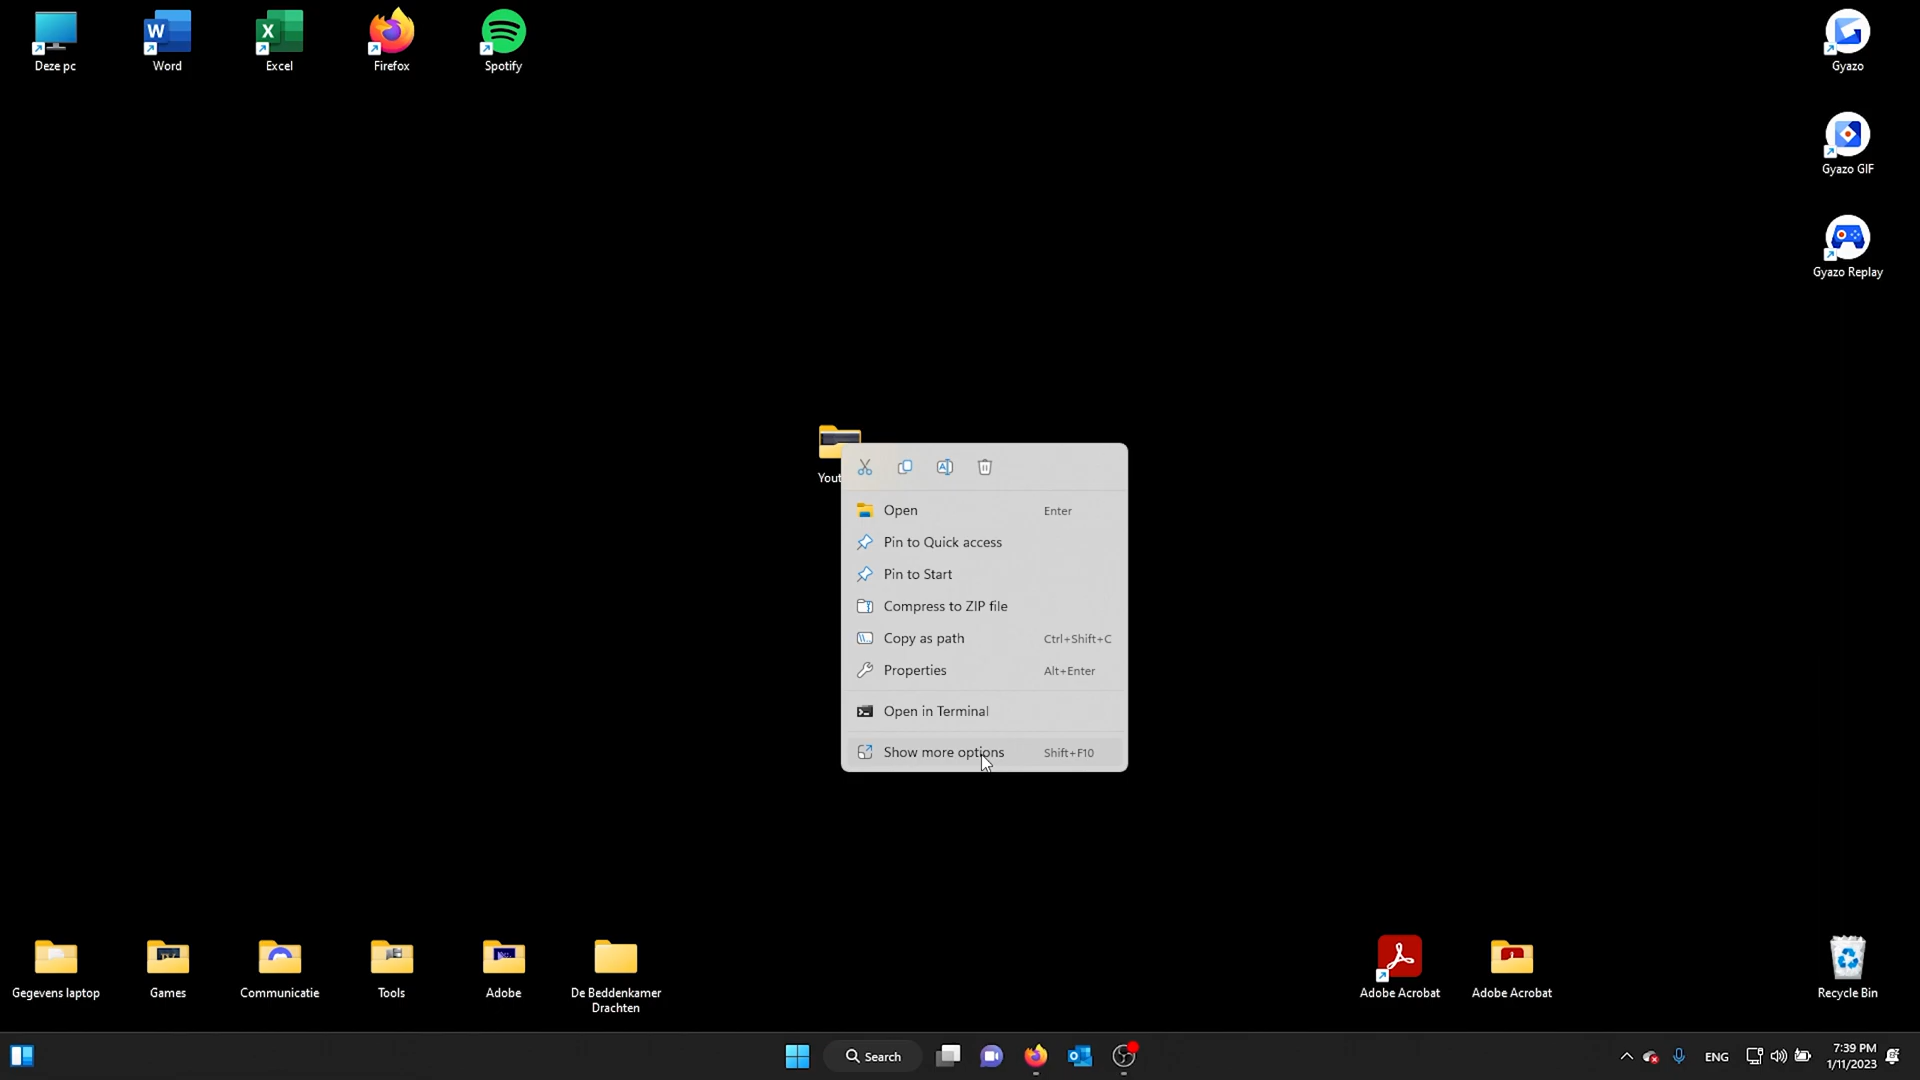 Deze pc
Word
Excel
Firefox
Spotify
Gyazo
Gyazo GIF
Gyazo Replay
Yout
Open Enter
Pin to Quick access
Pin to Start
Compress to ZIP file
Copy as path Ctrl+Shift+C
Properties Alt+Enter
Open in Terminal
Show more options Shift+F10
Gegevens laptop
Games
Communicatie
Tools
Adobe
De Beddenkamer
Drachten
Adobe Acrobat
Adobe Acrobat
Recycle Bin
Search
ENG
7:39 PM
1/11/2023